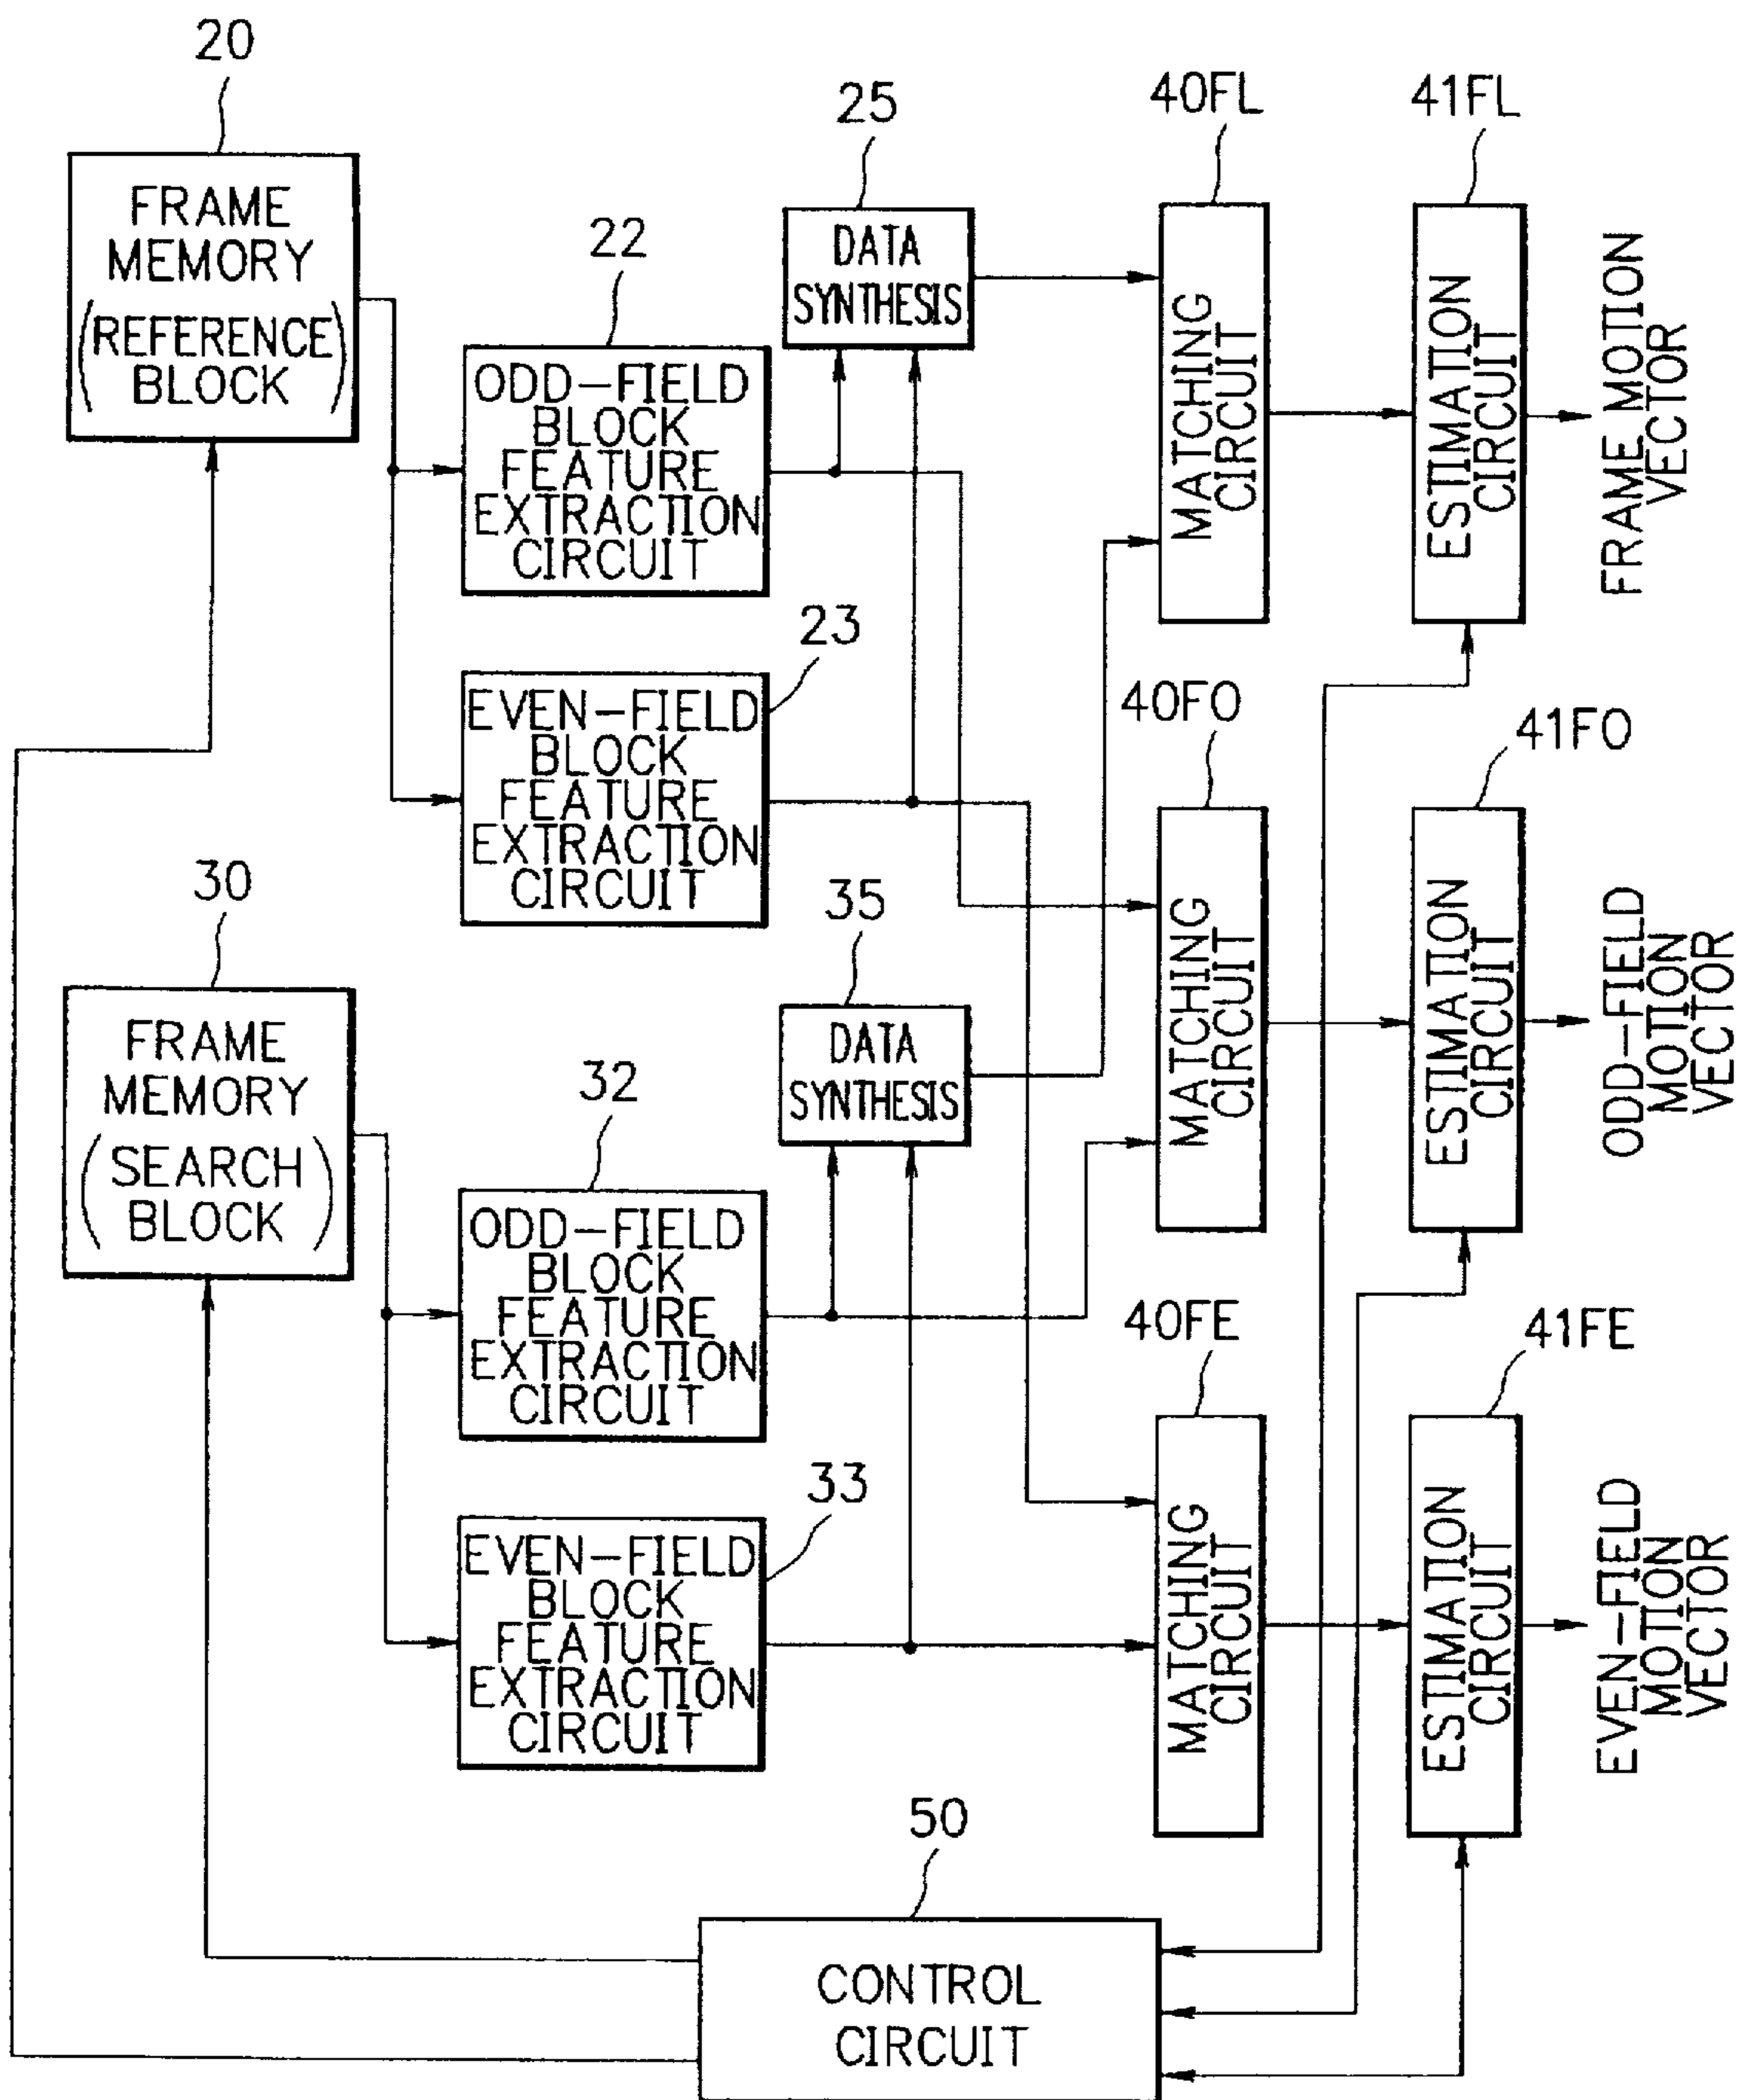 20
FRAME
MEMORY
(REFERENCE
BLOCK)
22
ODD-FIELD
BLOCK
FEATURE
EXTRACTION
CIRCUIT
23
EVEN-FIELD
BLOCK
FEATURE
EXTRACTION
CIRCUIT
25
DATA
SYNTHESIS
40FL
MATCHING
CIRCUIT
41FL
ESTIMATION
CIRCUIT
FRAME MOTION
VECTOR
30
FRAME
MEMORY
(SEARCH
BLOCK)
32
ODD-FIELD
BLOCK
FEATURE
EXTRACTION
CIRCUIT
33
EVEN-FIELD
BLOCK
FEATURE
EXTRACTION
CIRCUIT
35
DATA
SYNTHESIS
40FO
MATCHING
CIRCUIT
41FO
ESTIMATION
CIRCUIT
ODD-FIELD
MOTION
VECTOR
40FE
MATCHING
CIRCUIT
41FE
ESTIMATION
CIRCUIT
EVEN-FIELD
MOTION
VECTOR
50
CONTROL
CIRCUIT